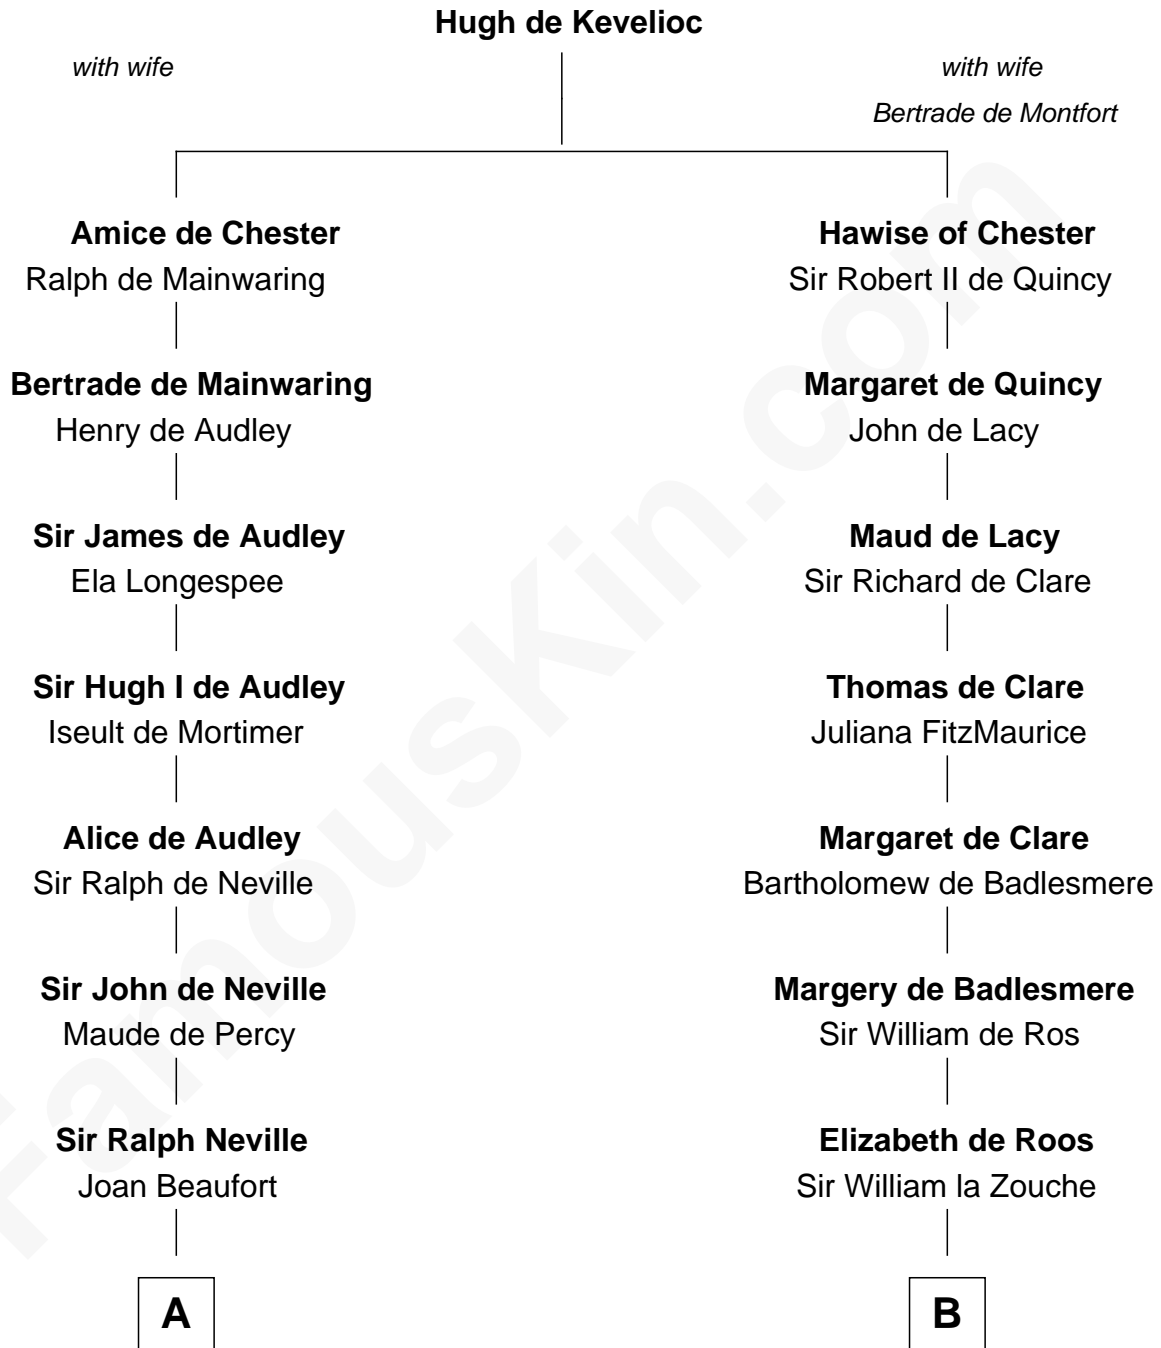 Hugh de Kevelioc
with wife
with wife
Bertrade de Montfort
Amice de Chester
Ralph de Mainwaring
Hawise of Chester
Sir Robert II de Quincy
Bertrade de Mainwaring
Henry de Audley
Margaret de Quincy
John de Lacy
Sir James de Audley
Ela Longespee
Maud de Lacy
Sir Richard de Clare
Sir Hugh I de Audley
Iseult de Mortimer
Thomas de Clare
Juliana FitzMaurice
Alice de Audley
Sir Ralph de Neville
Margaret de Clare
Bartholomew de Badlesmere
Sir John de Neville
Maude de Percy
Margery de Badlesmere
Sir William de Ros
Sir Ralph Neville
Joan Beaufort
Elizabeth de Roos
Sir William la Zouche
A
B
FamousKin.com